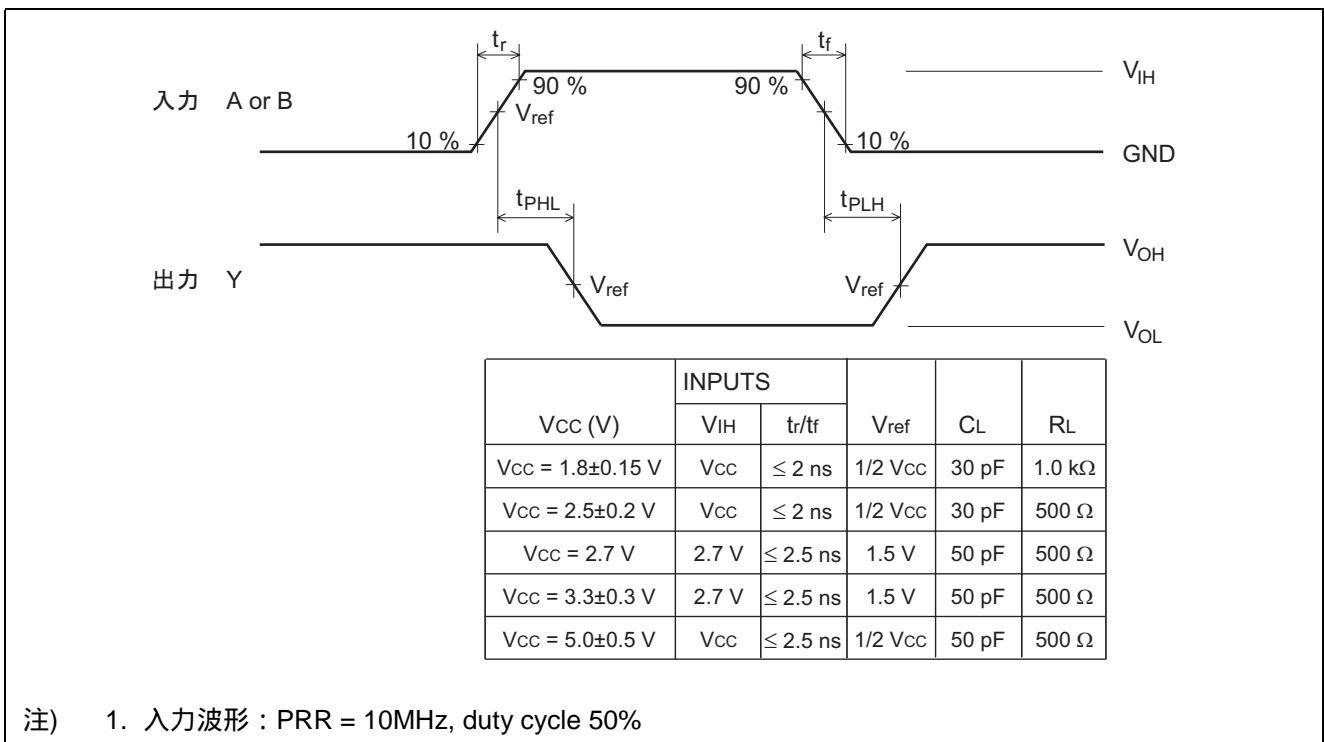 tr tf
VIH
90 % 90 %
入力 A or B
Vref
10 % 10 %
GND
tPHL tPLH
VOH
出力 Y
Vref Vref
VOL
INPUTS
VCC (V) VIH tr/tf Vref CL RL
VCC = 1.8±0.15 V VCC ≤ 2 ns 1/2 VCC 30 pF 1.0 kΩ
VCC = 2.5±0.2 V VCC ≤ 2 ns 1/2 VCC 30 pF 500 Ω
VCC = 2.7 V 2.7 V ≤ 2.5 ns 1.5 V 50 pF 500 Ω
VCC = 3.3±0.3 V 2.7 V ≤ 2.5 ns 1.5 V 50 pF 500 Ω
VCC = 5.0±0.5 V VCC ≤ 2.5 ns 1/2 VCC 50 pF 500 Ω
注) 1. 入力波形：PRR = 10MHz, duty cycle 50%